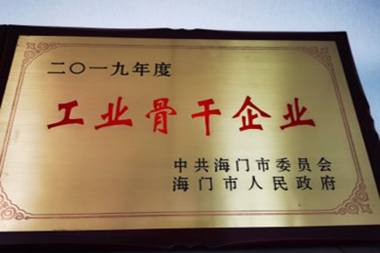 二〇一九年度
工业骨干企业
中共海门市委员会
海门市人民政府